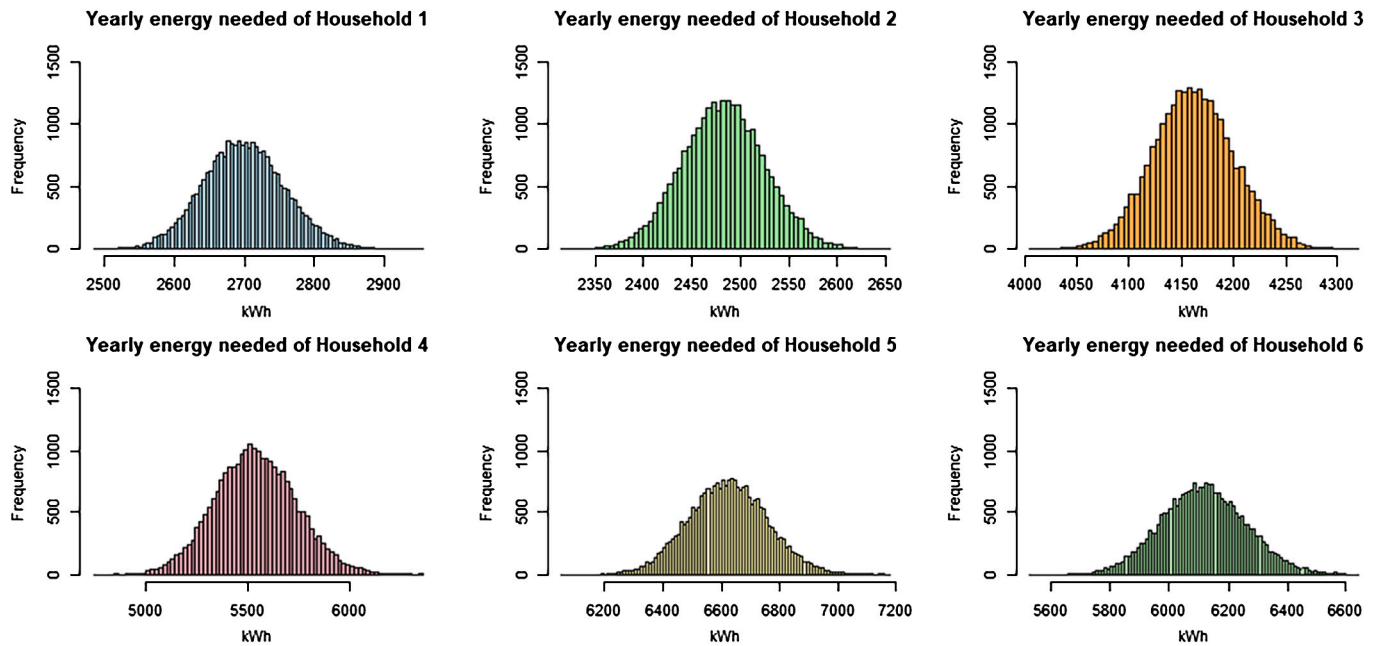 Yearly energy needed of Household 1
Frequency
1500
1000
500
0
2500 2600 2700 2800 2900
kWh
Yearly energy needed of Household 2
Frequency
1500
1000
500
0
2350 2400 2450 2500 2550 2600 2650
kWh
Yearly energy needed of Household 3
Frequency
1500
1000
500
0
4000 4050 4100 4150 4200 4250 4300
kWh
Yearly energy needed of Household 4
Frequency
1500
1000
500
0
5000 5500 6000
kWh
Yearly energy needed of Household 5
Frequency
1500
1000
500
0
6200 6400 6600 6800 7000 7200
kWh
Yearly energy needed of Household 6
Frequency
1500
1000
500
0
5600 5800 6000 6200 6400 6600
kWh